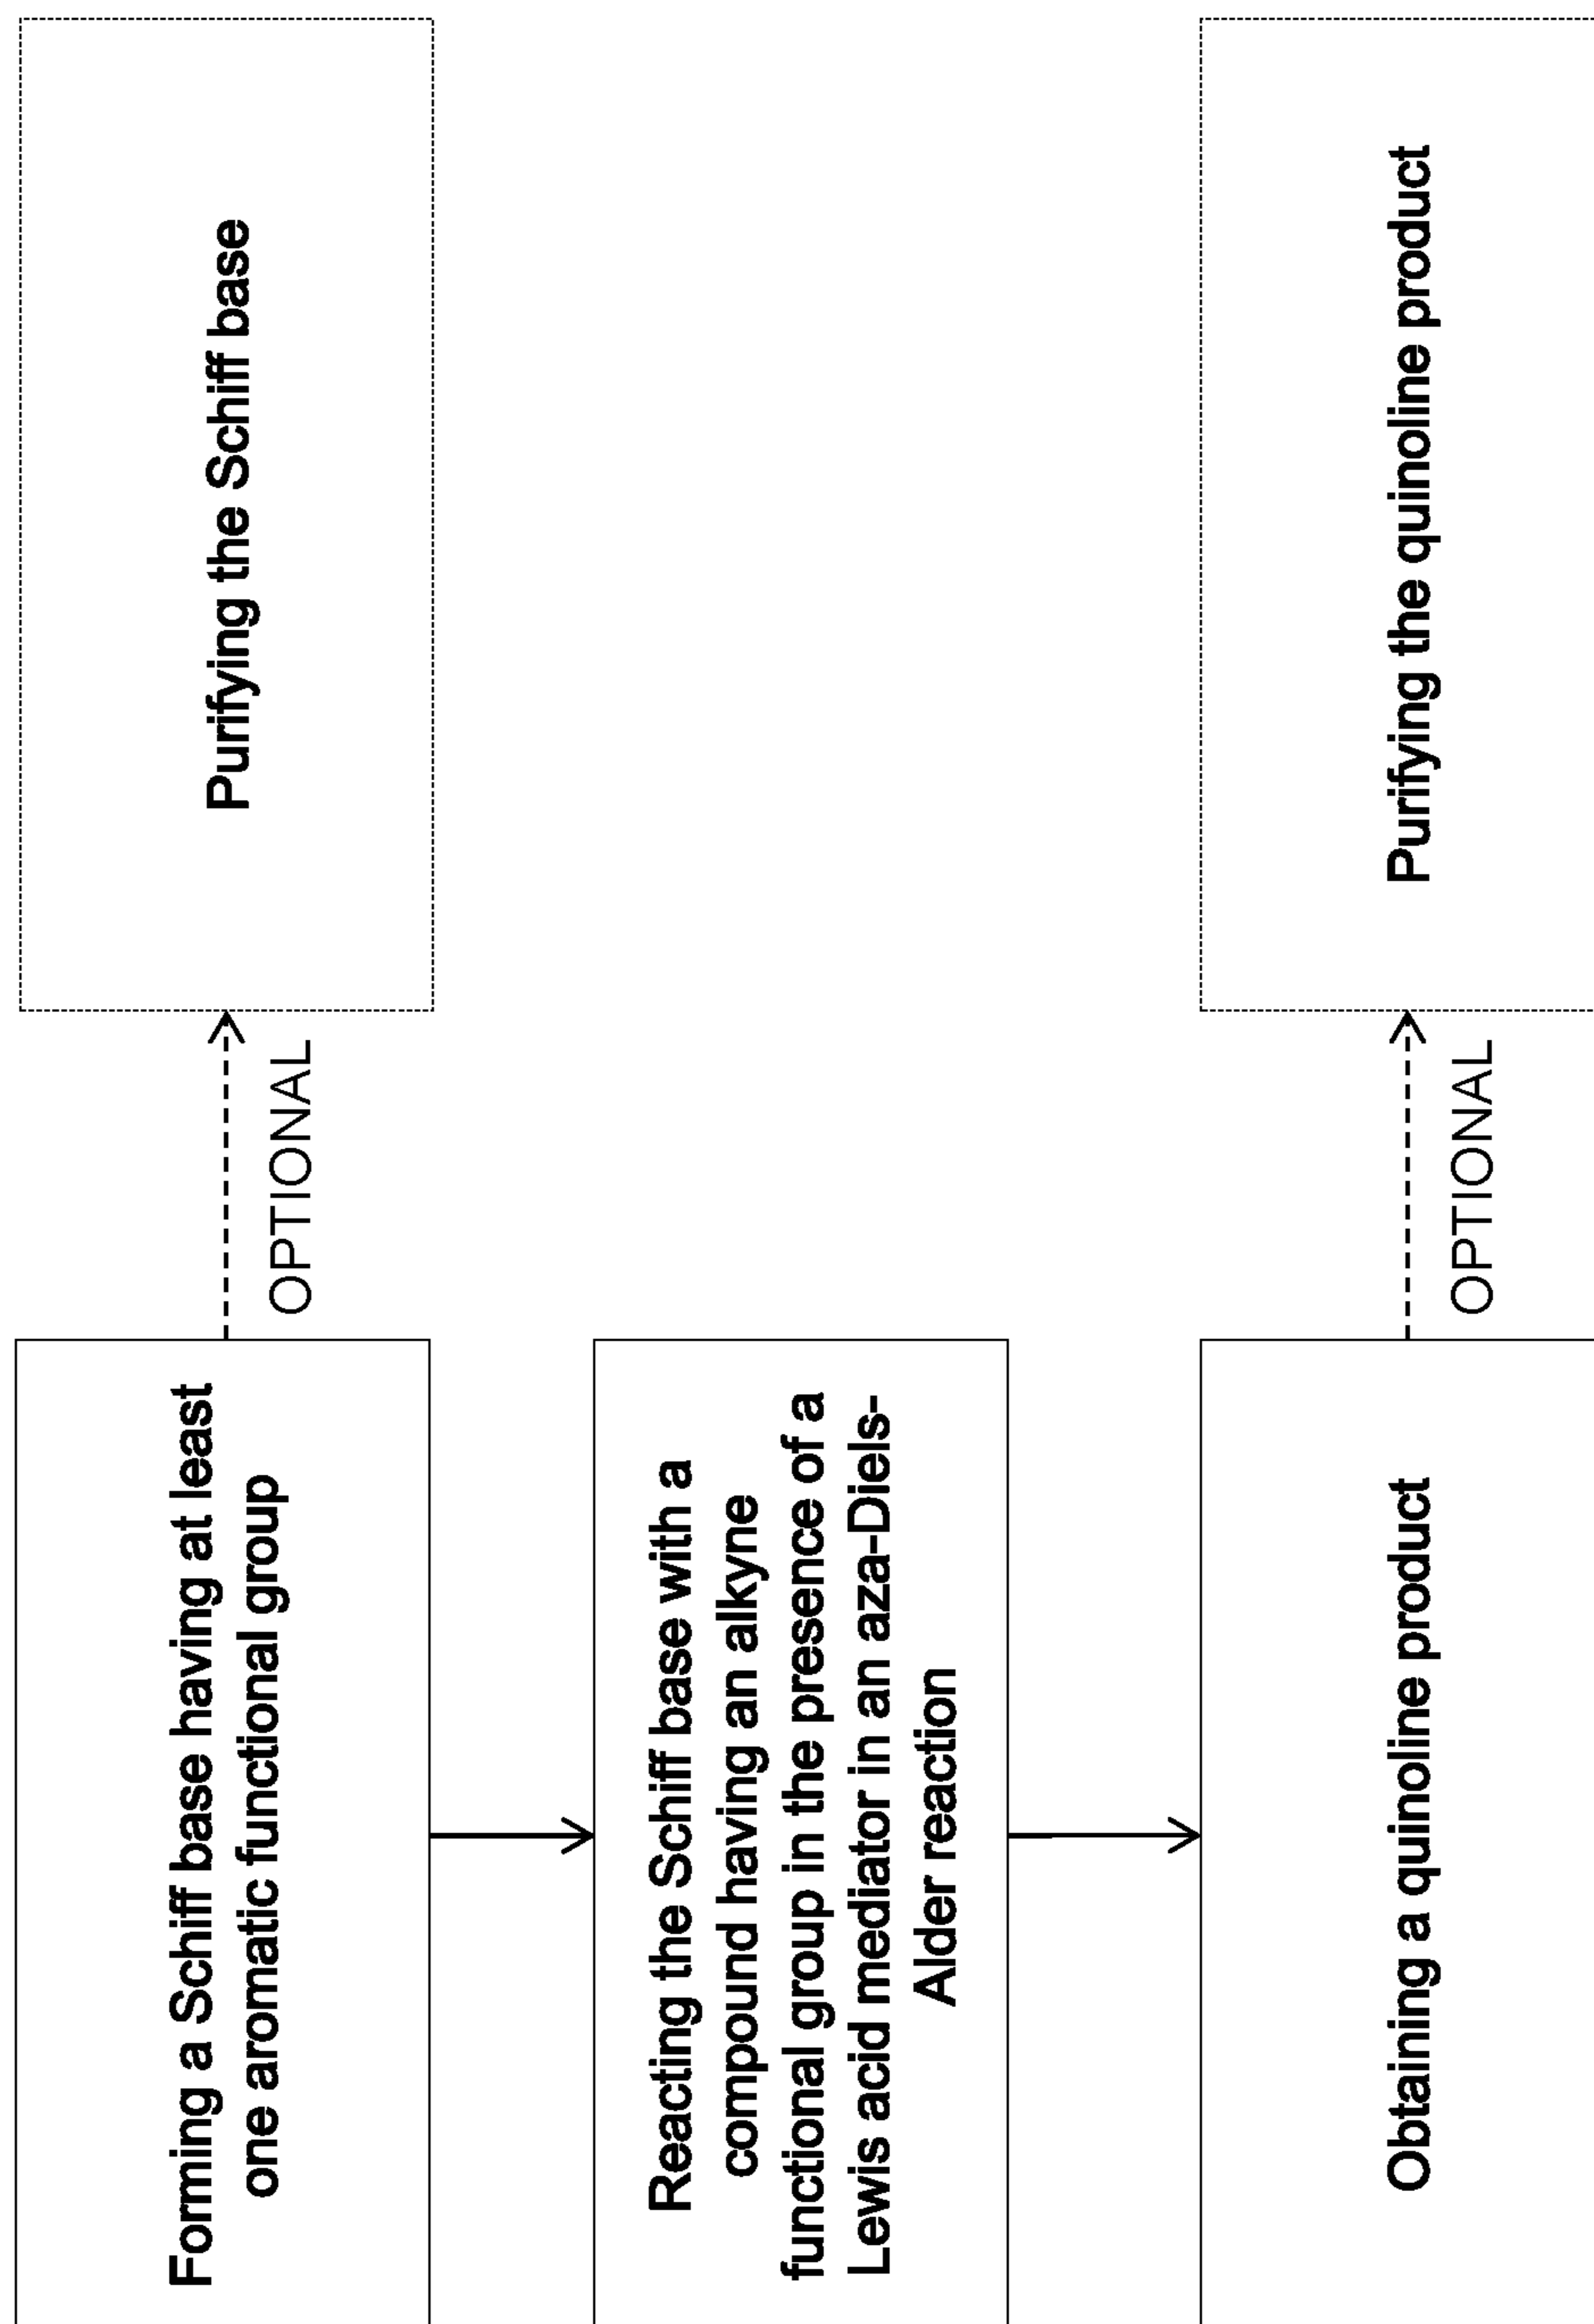 Forming a Schiff base having at least
one aromatic functional group
OPTIONAL
Purifying the Schiff base
Reacting the Schiff base with a
compound having an alkyne
functional group in the presence of a
Lewis acid mediator in an aza-Diels-
Alder reaction
Obtaining a quinoline product
OPTIONAL
Purifying the quinoline product